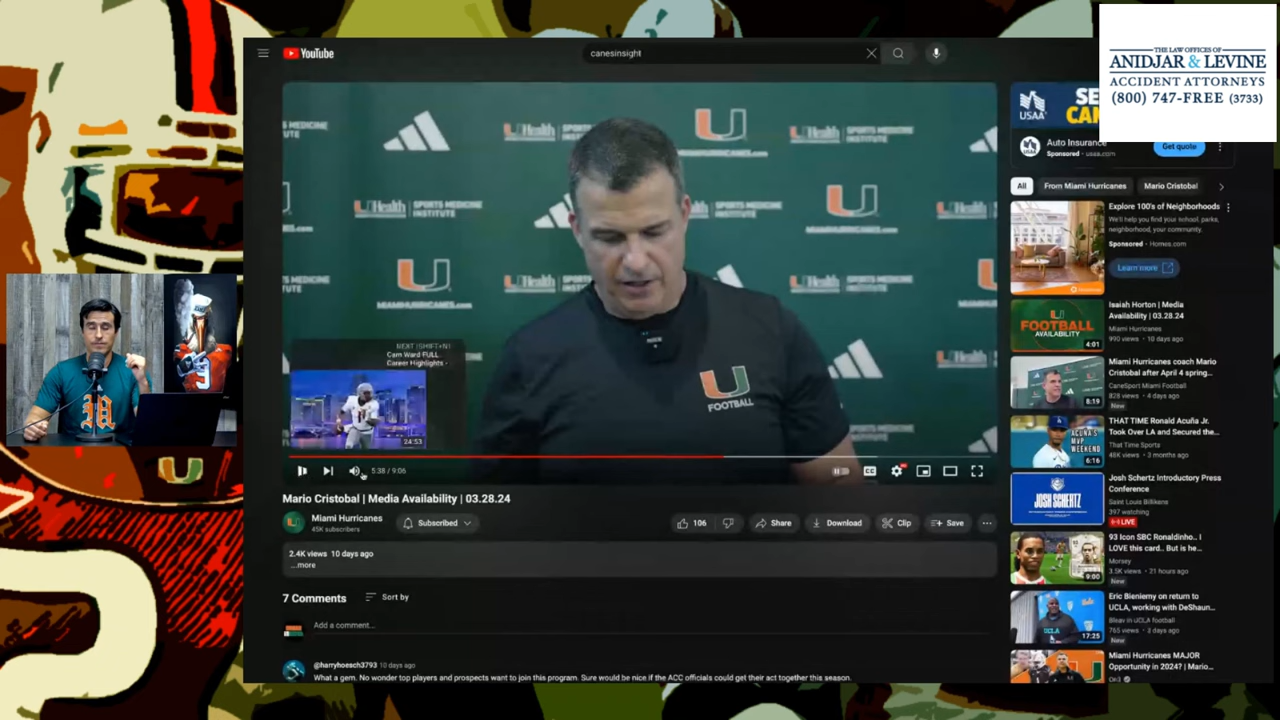 YouTube
canesinsight
THE LAW OFFICES OF
ANIDJAR & LEVINE
ACCIDENT ATTORNEYS
(800) 747-FREE (3733)
USAA
Auto Insurance
Sponsored · usaa.com
Get quote
All
From Miami Hurricanes
Mario Cristobal
Explore 100's of Neighborhoods
We'll help you find your school, parks,
neighborhood, your community.
Sponsored · Homes.com
Learn more
FOOTBALL
AVAILABILITY
4:01
Isaiah Horton | Media
Availability | 03.28.24
Miami Hurricanes
990 views · 10 days ago
8:19
Miami Hurricanes coach Mario
Cristobal after April 4 spring...
CaneSport Miami Football
828 views · 4 days ago
New
ACUÑA'S
MVP
WEEKEND
6:16
THAT TIME Ronald Acuña Jr.
Took Over LA and Secured the...
That Time Sports
48K views · 3 months ago
JOSH SCHERTZ
Josh Schertz Introductory Press
Conference
Saint Louis Billikens
397 watching
LIVE
9:00
93 Icon SBC Ronaldinho.. I
LOVE this card.. But is he...
Morsey
3.5K views · 21 hours ago
New
UCLA
17:25
Eric Bieniemy on return to
UCLA, working with DeShaun...
Bleav in UCLA football
765 views · 3 days ago
New
Miami Hurricanes MAJOR
Opportunity in 2024? | Mario...
On3
UHealth SPORTS MEDICINE INSTITUTE
MIAMIHURRICANES.com
FOOTBALL
NEXT (SHIFT+N)
Cam Ward FULL
Career Highlights -
24:53
5:38 / 9:06
CC
Mario Cristobal | Media Availability | 03.28.24
Miami Hurricanes
45K subscribers
Subscribed
106
Share
Download
Clip
Save
2.4K views 10 days ago
...more
7 Comments
Sort by
Add a comment...
@harryhoesch3793 10 days ago
What a gem. No wonder top players and prospects want to join this program. Sure would be nice if the ACC officials could get their act together this season.